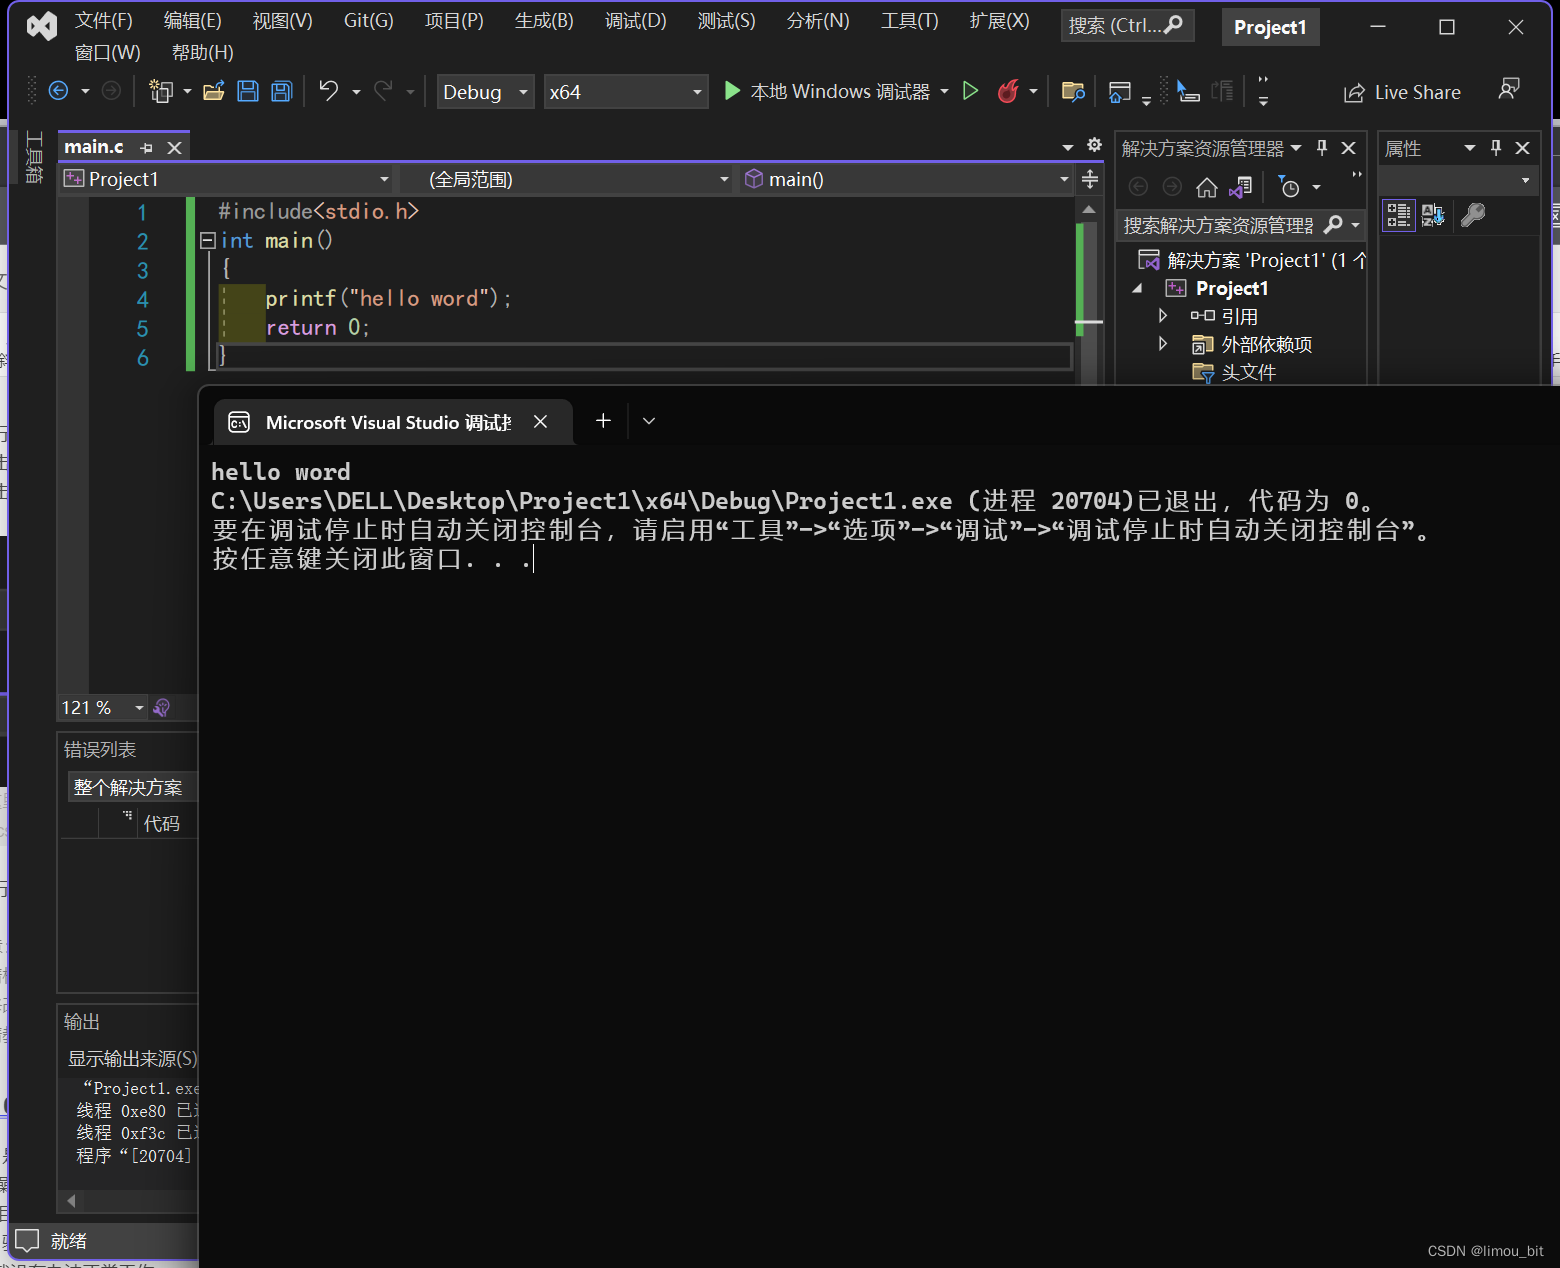 文件(F) 编辑(E) 视图(V) Git(G) 项目(P) 生成(B) 调试(D) 测试(S) 分析(N) 工具(T) 扩展(X) 搜索 (Ctrl... Project1
窗口(W) 帮助(H)
Debug x64 本地 Windows 调试器 Live Share
工具箱
main.c
解决方案资源管理器
属性
Project1 (全局范围) main()
搜索解决方案资源管理器
解决方案 'Project1' (1 个
Project1
引用
外部依赖项
头文件
1 #include<stdio.h>
2 int main()
3 {
4 printf("hello word");
5 return 0;
6 }
Microsoft Visual Studio 调试控
hello word
C:\Users\DELL\Desktop\Project1\x64\Debug\Project1.exe (进程 20704)已退出，代码为 0。
要在调试停止时自动关闭控制台，请启用“工具”->“选项”->“调试”->“调试停止时自动关闭控制台”。
按任意键关闭此窗口. . .
121 %
错误列表
整个解决方案
代码
输出
显示输出来源(S)
“Project1.exe
线程 0xe80 已
线程 0xf3c 已
程序“[20704]
就绪
CSDN @limou_bit